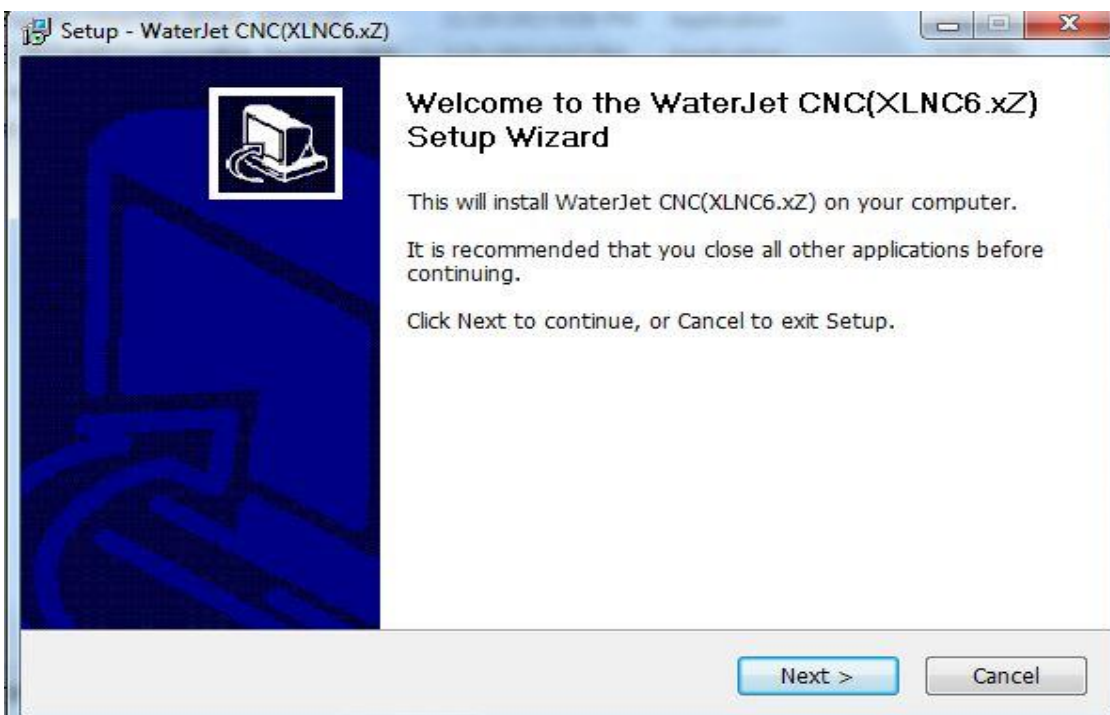 Setup - WaterJet CNC(XLNC6.xZ)
Welcome to the WaterJet CNC(XLNC6.xZ)
Setup Wizard
This will install WaterJet CNC(XLNC6.xZ) on your computer.
It is recommended that you close all other applications before
continuing.
Click Next to continue, or Cancel to exit Setup.
Next >
Cancel